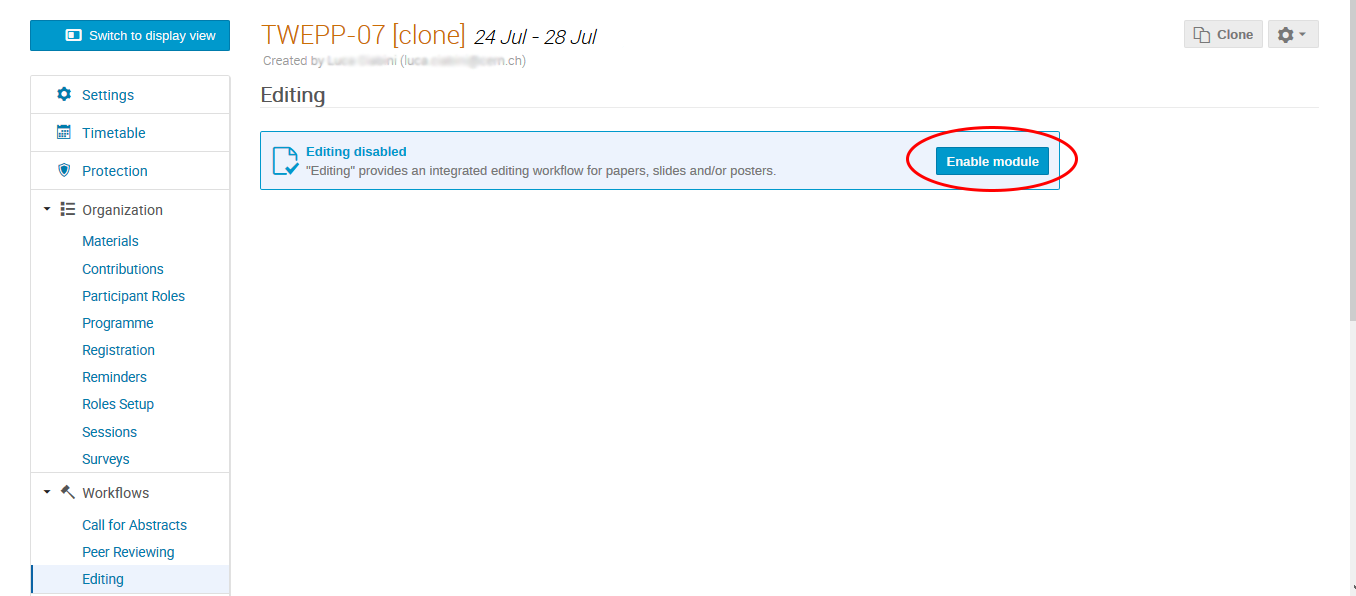 Switch to display view
TWEPP-07 [clone] 24 Jul - 28 Jul
Clone
Created by (luca. .ch)
Settings
Timetable
Protection
Organization
Materials
Contributions
Participant Roles
Programme
Registration
Reminders
Roles Setup
Sessions
Surveys
Workflows
Call for Abstracts
Peer Reviewing
Editing
Editing
Editing disabled
"Editing" provides an integrated editing workflow for papers, slides and/or posters.
Enable module